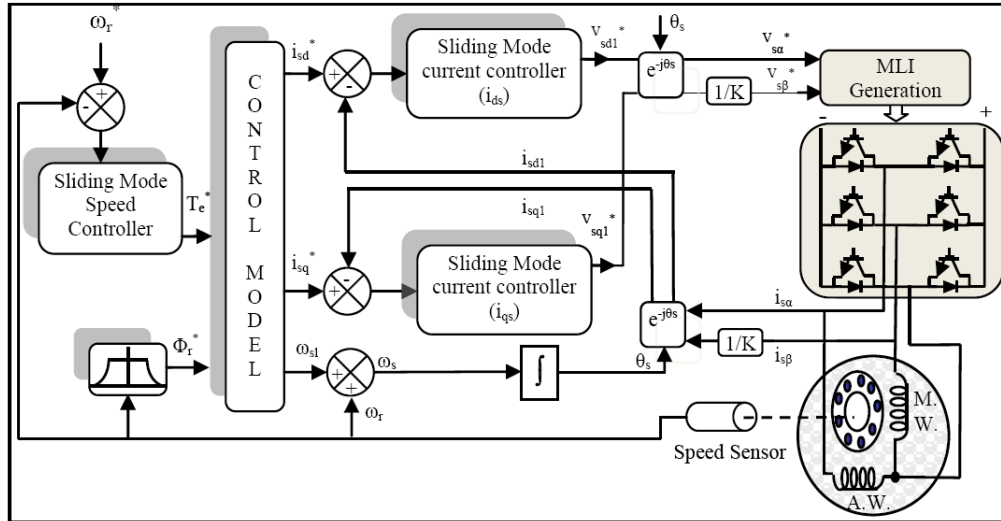 ωr*
- +
Sliding Mode
Speed
Controller
Te*
Φr*
CONTROL MODEL
isd*
+ -
Sliding Mode
current controller
(ids)
vsd1*
θs
e-jθs
vsα*
vsβ*
1/K
MLI
Generation
- +
isd1
isq1
vsq1*
isq*
+ -
Sliding Mode
current controller
(iqs)
e-jθs
isα
1/K
isβ
ωsl
+ +
ωs
ωr
∫
θs
Speed Sensor
M.
W.
A.W.